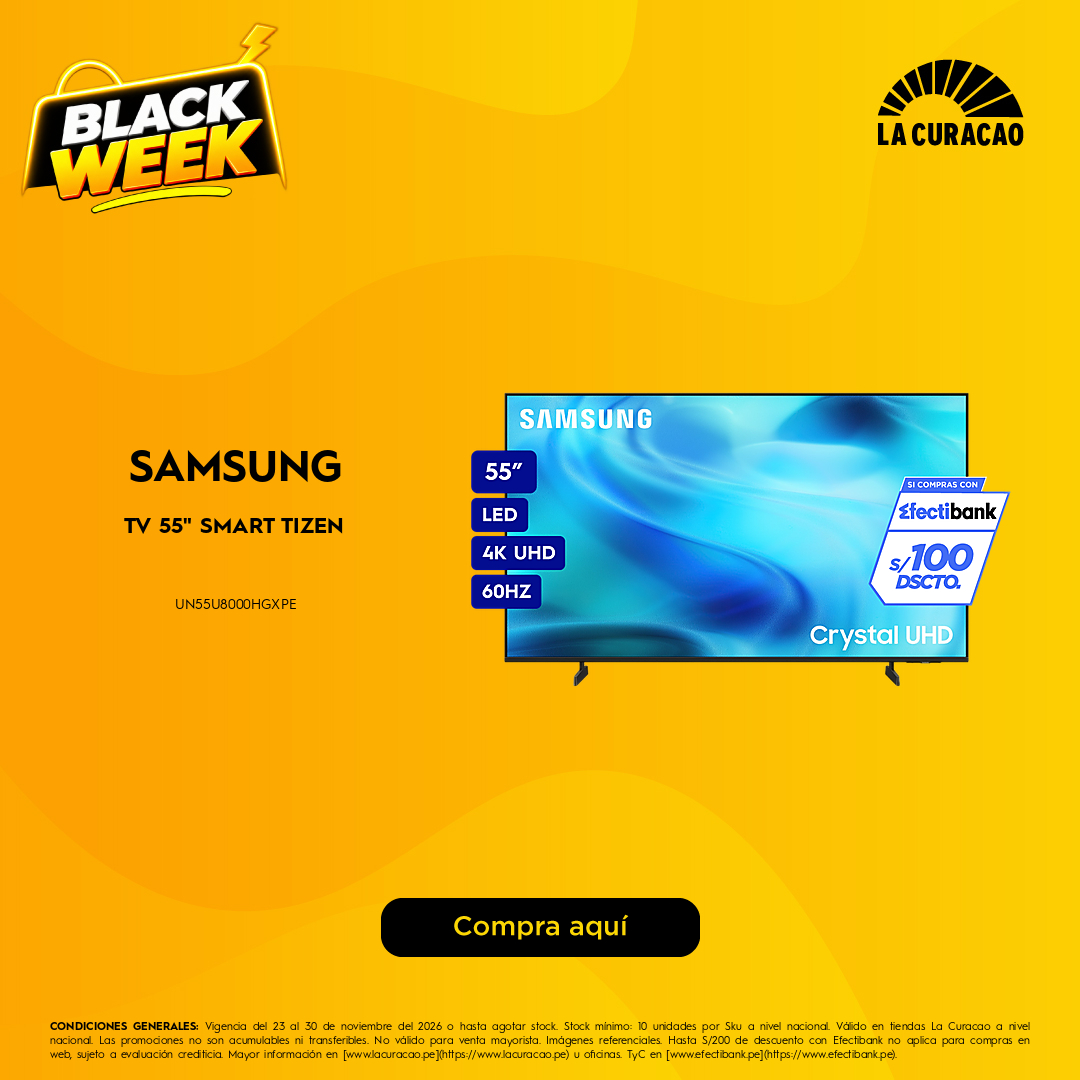 BLACK
WEEK
LA CURACAO
SAMSUNG
TV 55" SMART TIZEN
UN55U8000HGXPE
SAMSUNG
55”
LED
4K UHD
60HZ
SI COMPRAS CON
Efectibank
S/100
DSCTO.
Crystal UHD
Compra aquí
CONDICIONES GENERALES: Vigencia del 23 al 30 de noviembre del 2026 o hasta agotar stock. Stock mínimo: 10 unidades por Sku a nivel nacional. Válido en tiendas La Curacao a nivel
nacional. Las promociones no son acumulables ni transferibles. No válido para venta mayorista. Imágenes referenciales. Hasta S/200 de descuento con Efectibank no aplica para compras en
web, sujeto a evaluación crediticia. Mayor información en [www.lacuracao.pe](https://www.lacuracao.pe) u oficinas. TyC en [www.efectibank.pe](https://www.efectibank.pe).